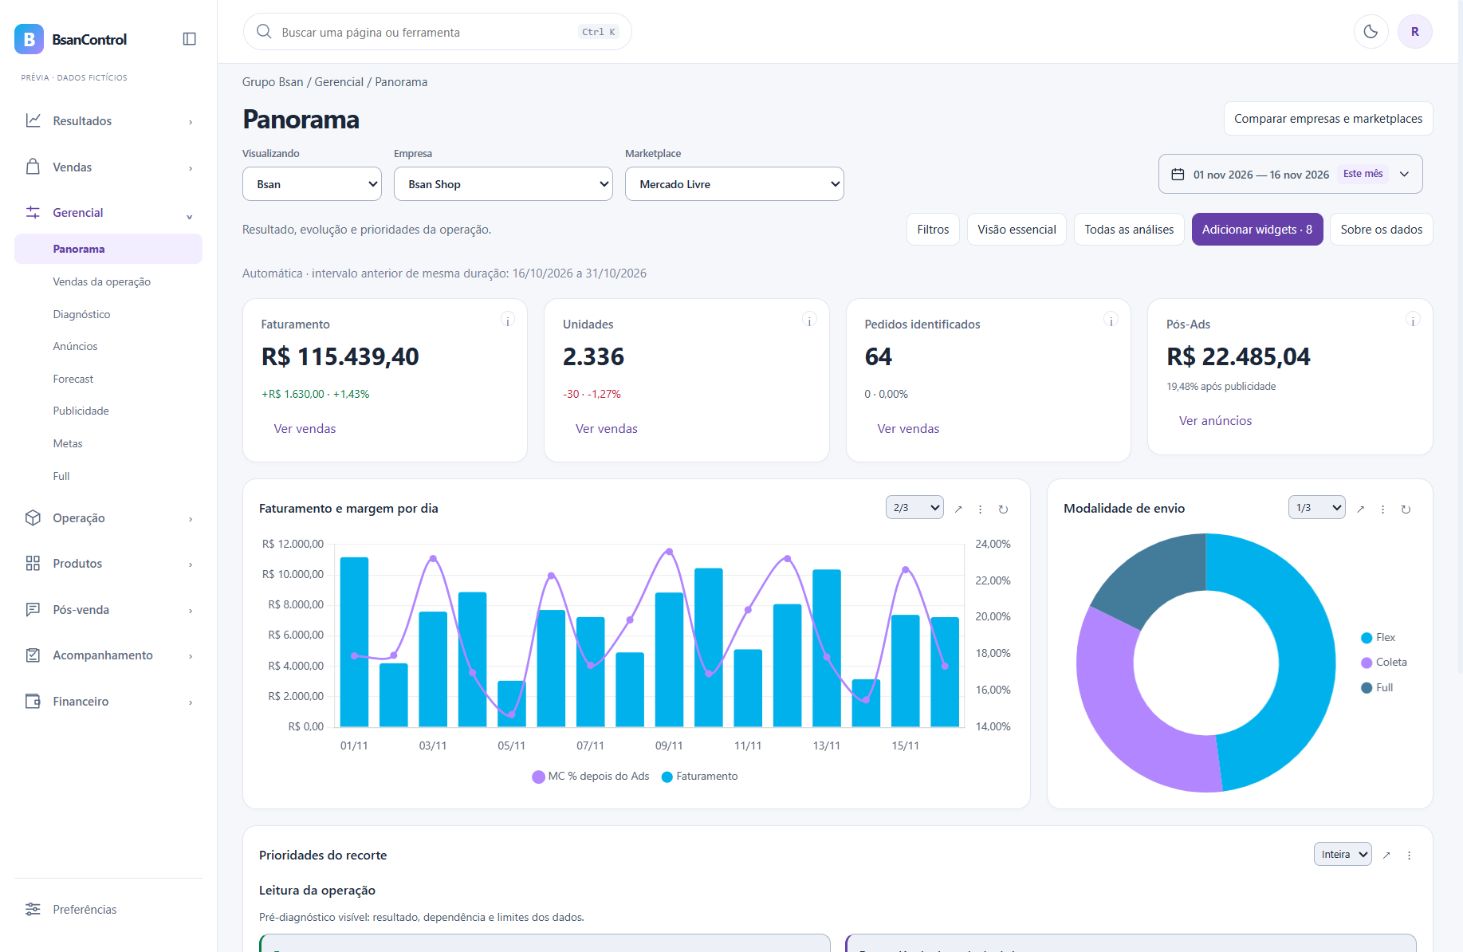 B BsanControl
PRÉVIA · DADOS FICTÍCIOS
Resultados
Vendas
Gerencial
Panorama
Vendas da operação
Diagnóstico
Anúncios
Forecast
Publicidade
Metas
Full
Operação
Produtos
Pós-venda
Acompanhamento
Financeiro
Preferências
Buscar uma página ou ferramenta Ctrl K
R
Grupo Bsan / Gerencial / Panorama
Panorama
Comparar empresas e marketplaces
Visualizando Empresa Marketplace
Bsan Bsan Shop Mercado Livre
01 nov 2026 — 16 nov 2026 Este mês
Resultado, evolução e prioridades da operação.
Filtros Visão essencial Todas as análises Adicionar widgets · 8 Sobre os dados
Automática · intervalo anterior de mesma duração: 16/10/2026 a 31/10/2026
Faturamento i
R$ 115.439,40
+R$ 1.630,00 · +1,43%
Ver vendas
Unidades i
2.336
-30 · -1,27%
Ver vendas
Pedidos identificados i
64
0 · 0,00%
Ver vendas
Pós-Ads i
R$ 22.485,04
19,48% após publicidade
Ver anúncios
Faturamento e margem por dia 2/3
R$ 12.000,00
R$ 10.000,00
R$ 8.000,00
R$ 6.000,00
R$ 4.000,00
R$ 2.000,00
R$ 0,00
24.00%
22.00%
20.00%
18.00%
16.00%
14.00%
01/11 03/11 05/11 07/11 09/11 11/11 13/11 15/11
MC % depois do Ads Faturamento
Modalidade de envio 1/3
Flex
Coleta
Full
Prioridades do recorte Inteira
Leitura da operação
Pré-diagnóstico visível: resultado, dependência e limites dos dados.